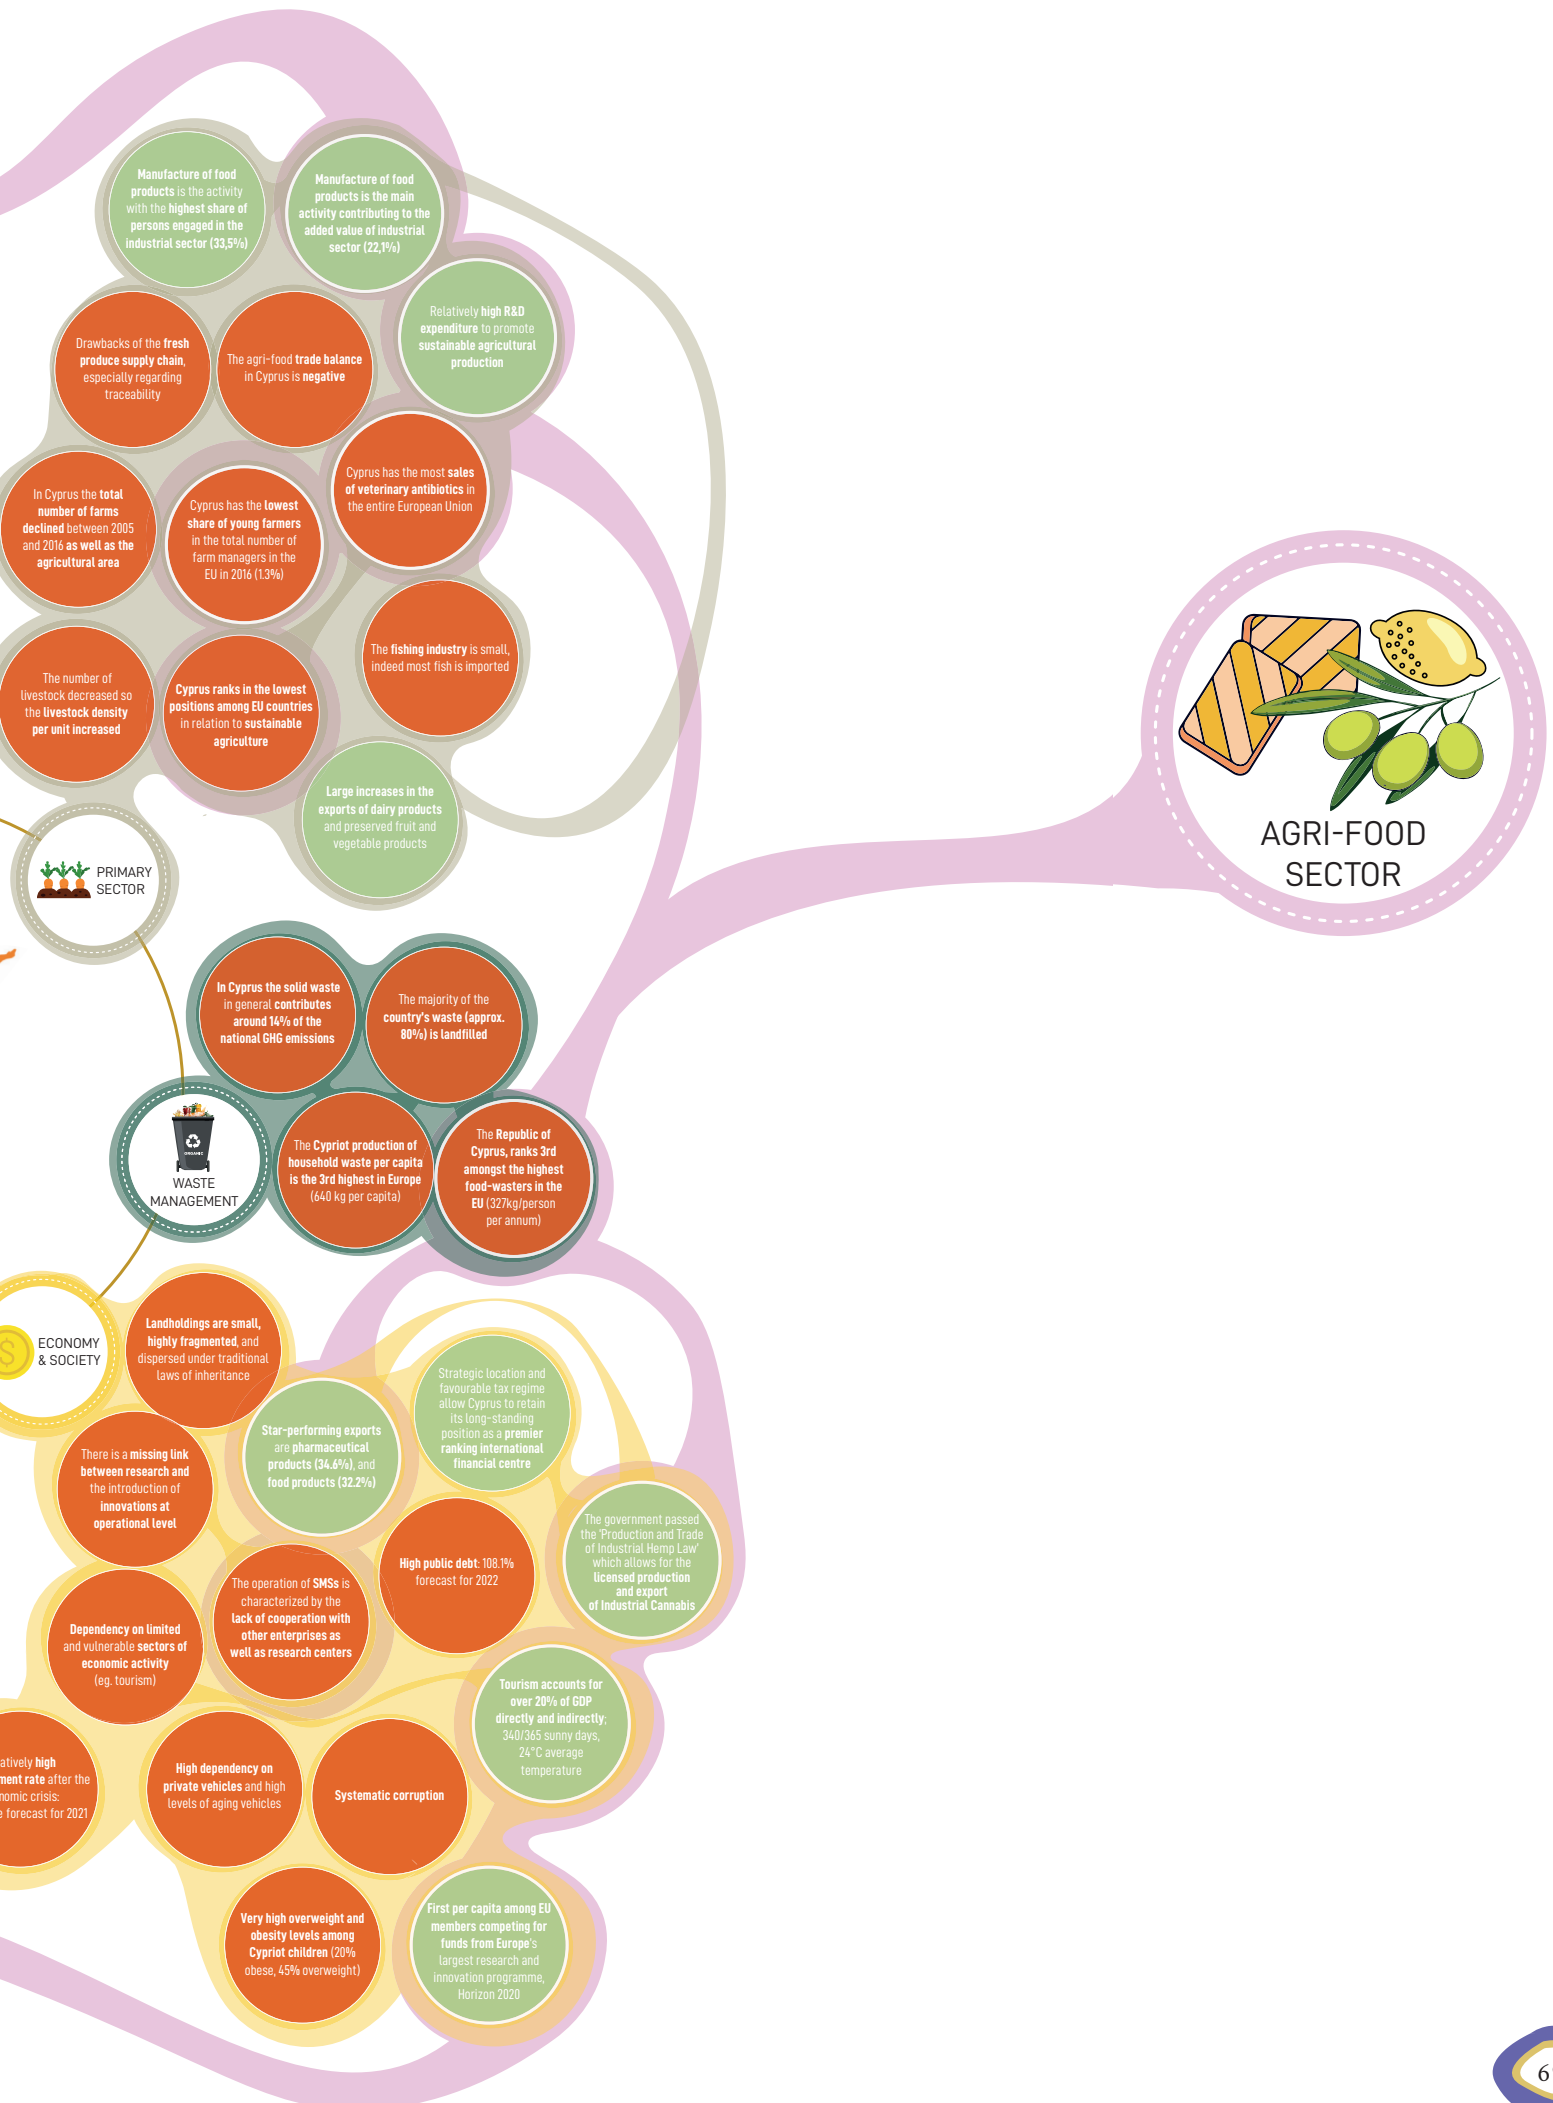 Manufacture of food
products is the activity
with the highest share of
persons engaged in the
industrial sector (33,5%)
Manufacture of food
products is the main
activity contributing to the
added value of industrial
sector (22,1%)
Relatively high R&D
expenditure to promote
sustainable agricultural
production
Drawbacks of the fresh
produce supply chain,
especially regarding
traceability
The agri-food trade balance
in Cyprus is negative
Cyprus has the most sales
of veterinary antibiotics in
the entire European Union
In Cyprus the total
number of farms
declined between 2005
and 2016 as well as the
agricultural area
Cyprus has the lowest
share of young farmers
in the total number of
farm managers in the
EU in 2016 (1.3%)
The fishing industry is small,
indeed most fish is imported
The number of
livestock decreased so
the livestock density
per unit increased
Cyprus ranks in the lowest
positions among EU countries
in relation to sustainable
agriculture
Large increases in the
exports of dairy products
and preserved fruit and
vegetable products
PRIMARY
SECTOR
AGRI-FOOD
SECTOR
In Cyprus the solid waste
in general contributes
around 14% of the
national GHG emissions
The majority of the
country's waste (approx.
80%) is landfilled
ORGANIC
WASTE
MANAGEMENT
The Cypriot production of
household waste per capita
is the 3rd highest in Europe
(640 kg per capita)
The Republic of
Cyprus, ranks 3rd
amongst the highest
food-wasters in the
EU (327kg/person
per annum)
$
ECONOMY
& SOCIETY
Landholdings are small,
highly fragmented, and
dispersed under traditional
laws of inheritance
Star-performing exports
are pharmaceutical
products (34.6%), and
food products (32.2%)
Strategic location and
favourable tax regime
allow Cyprus to retain
its long-standing
position as a premier
ranking international
financial centre
There is a missing link
between research and
the introduction of
innovations at
operational level
The government passed
the 'Production and Trade
of Industrial Hemp Law'
which allows for the
licensed production
and export
of Industrial Cannabis
High public debt: 108.1%
forecast for 2022
The operation of SMSs is
characterized by the
lack of cooperation with
other enterprises as
well as research centers
Dependency on limited
and vulnerable sectors of
economic activity
(eg. tourism)
Tourism accounts for
over 20% of GDP
directly and indirectly;
340/365 sunny days,
24°C average
temperature
atively high
ment rate after the
nomic crisis:
e forecast for 2021
High dependency on
private vehicles and high
levels of aging vehicles
Systematic corruption
Very high overweight and
obesity levels among
Cypriot children (20%
obese, 45% overweight)
First per capita among EU
members competing for
funds from Europe's
largest research and
innovation programme,
Horizon 2020
6